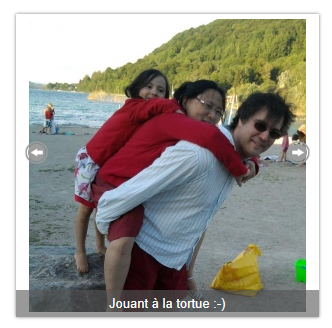 Jouant à la tortue :-)